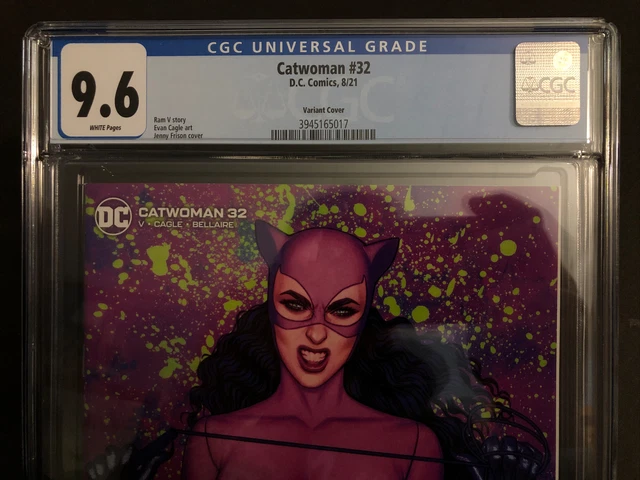 CGC UNIVERSAL GRADE
9.6
WHITE Pages
Catwoman #32
D.C. Comics, 8/21
Variant Cover
Ram V story
Evan Cagle art
Jenny Frison cover
3945165017
CGC
DC
CATWOMAN 32
V • CAGLE • BELLAIRE